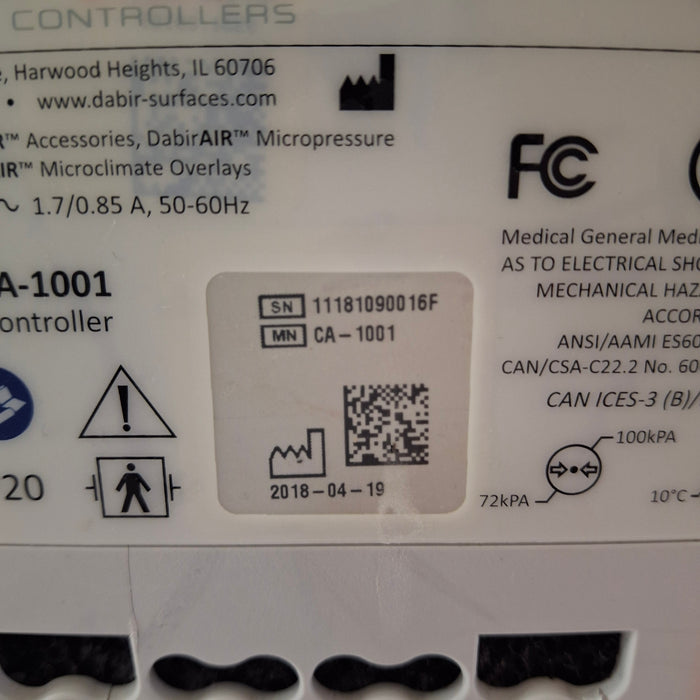 CONTROLLERS
, Harwood Heights, IL 60706
• www.dabir-surfaces.com
™ Accessories, DabirAIR™ Micropressure
IR™ Microclimate Overlays
1.7/0.85 A, 50-60Hz
FC
Medical General Medi
AS TO ELECTRICAL SHO
MECHANICAL HAZ
ACCOR
ANSI/AAMI ES60
CAN/CSA-C22.2 No. 60
CAN ICES-3 (B)/
A-1001
ontroller
SN 11181090016F
MN CA-1001
2018-04-19
20
100kPA
72kPA
10°C